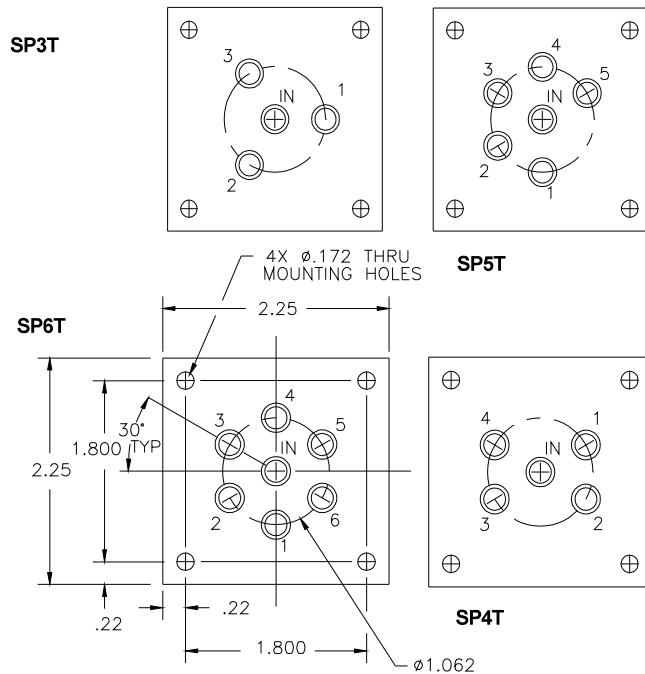 SP3T
3
IN
1
2
4
3
5
IN
2
1
SP5T
4X ø.172 THRU
MOUNTING HOLES
2.25
SP6T
4
3
5
30°
TYP
IN
1.800
2.25
2
6
1
.22
.22
1.800
ø1.062
4
1
IN
3
2
SP4T